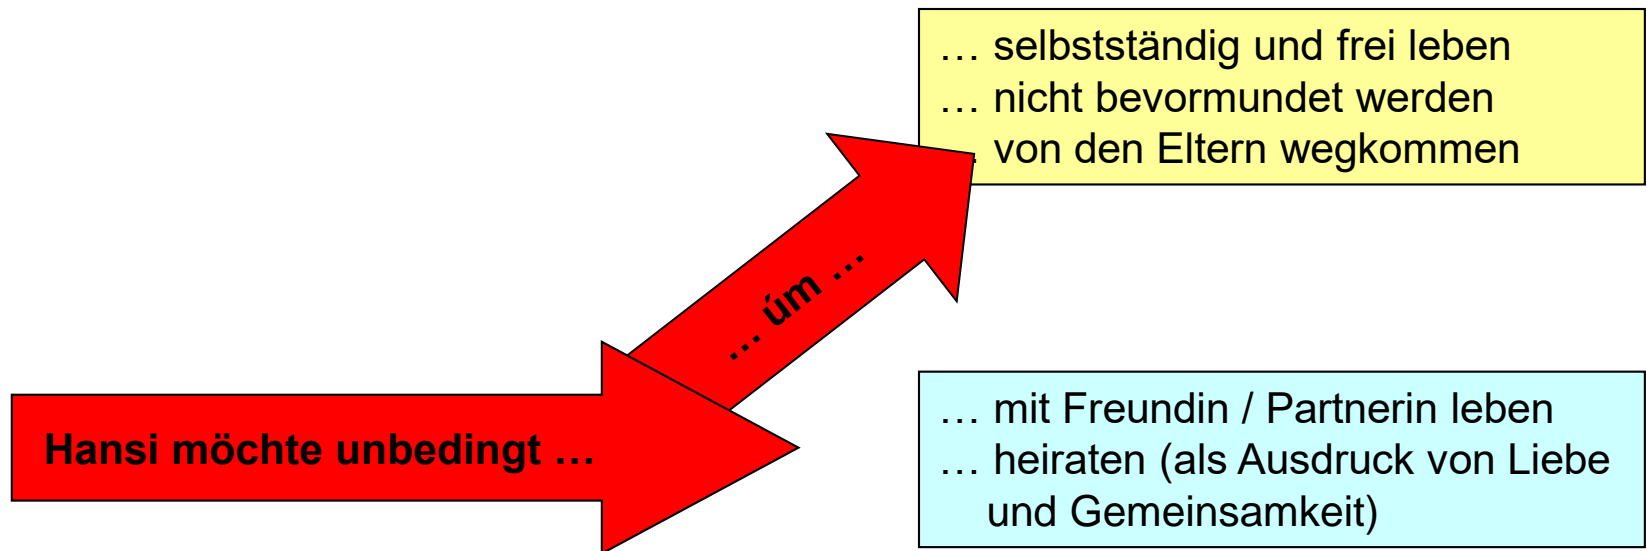 … selbstständig und frei leben
… nicht bevormundet werden
… von den Eltern wegkommen
… úm …
Hansi möchte unbedingt …
… mit Freundin / Partnerin leben
… heiraten (als Ausdruck von Liebe
und Gemeinsamkeit)